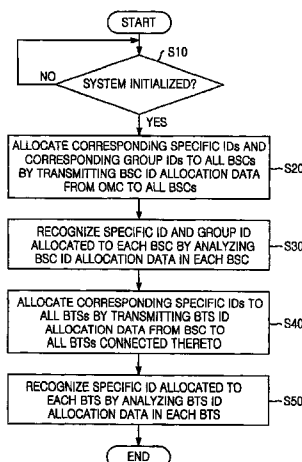 START
S10
NO
SYSTEM INITIALIZED?
YES
ALLOCATE CORRESPONDING SPECIFIC IDs AND
CORRESPONDING GROUP IDs TO ALL BSCs
BY TRANSMITTING BSC ID ALLOCATION DATA
FROM OMC TO ALL BSCs
S20
RECOGNIZE SPECIFIC ID AND GROUP ID
ALLOCATED TO EACH BSC BY ANALYZING
BSC ID ALLOCATION DATA IN EACH BSC
S30
ALLOCATE CORRESPONDING SPECIFIC IDs TO
ALL BTSs BY TRANSMITTING BTS ID
ALLOCATION DATA FROM BSC TO
ALL BTSs CONNECTED THERETO
S40
RECOGNIZE SPECIFIC ID ALLOCATED TO
EACH BTS BY ANALYZING BTS ID
ALLOCATION DATA IN EACH BTS
S50
END